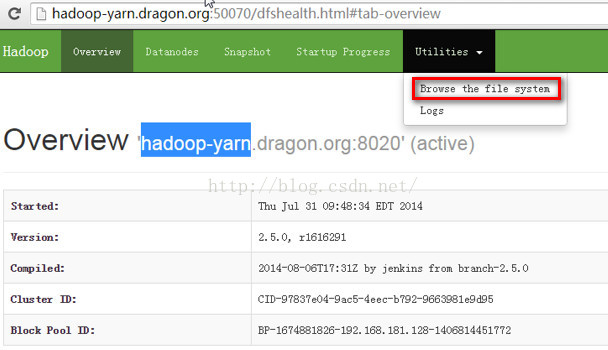 hadoop-yarn.dragon.org:50070/dfshealth.html#tab-overview
Hadoop Overview Datanodes Snapshot Startup Progress Utilities
Browse the file system
Logs
Overview 'hadoop-yarn.dragon.org:8020' (active)
http://blog.csdn.net/
Started: Thu Jul 31 09:48:34 EDT 2014
Version: 2.5.0, r1616291
Compiled: 2014-08-06T17:31Z by jenkins from branch-2.5.0
Cluster ID: CID-97837e04-9ac5-4eec-b792-9663981e9d95
Block Pool ID: BP-1674881826-192.168.181.128-1406814451772